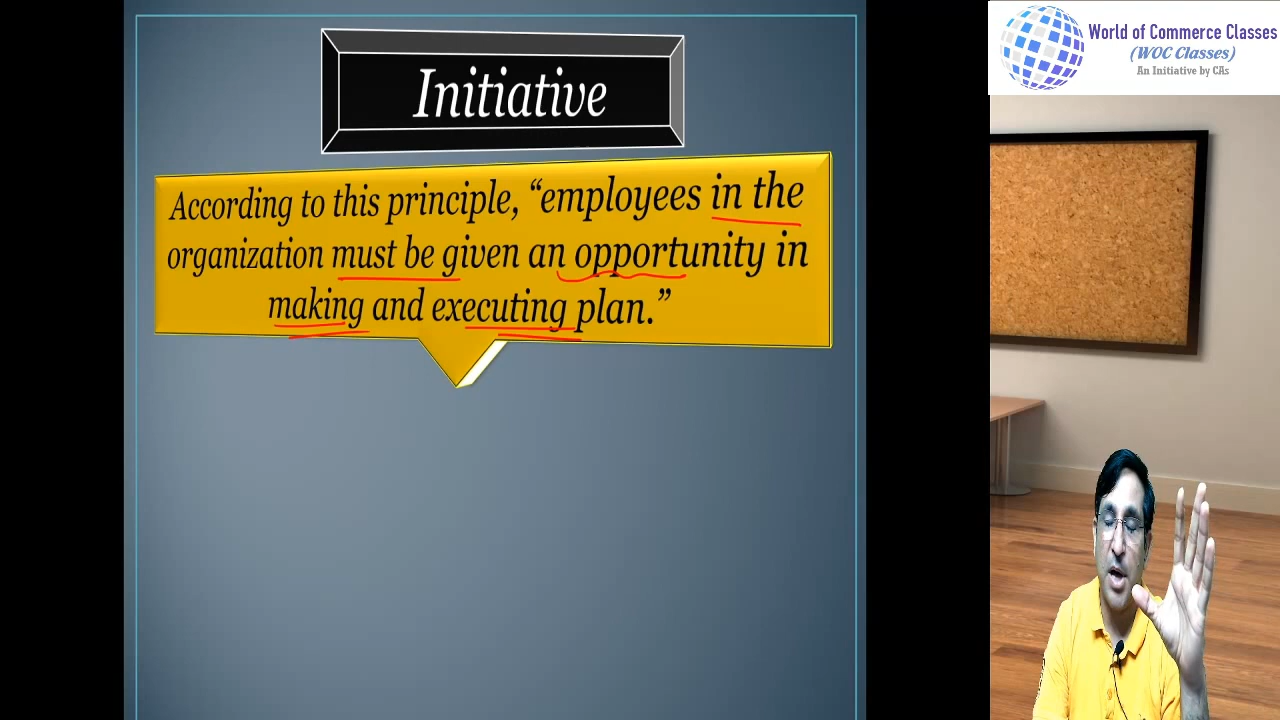 Initiative
According to this principle, “employees in the
organization must be given an opportunity in
making and executing plan.”
World of Commerce Classes
(WOC Classes)
An Initiative by CAs